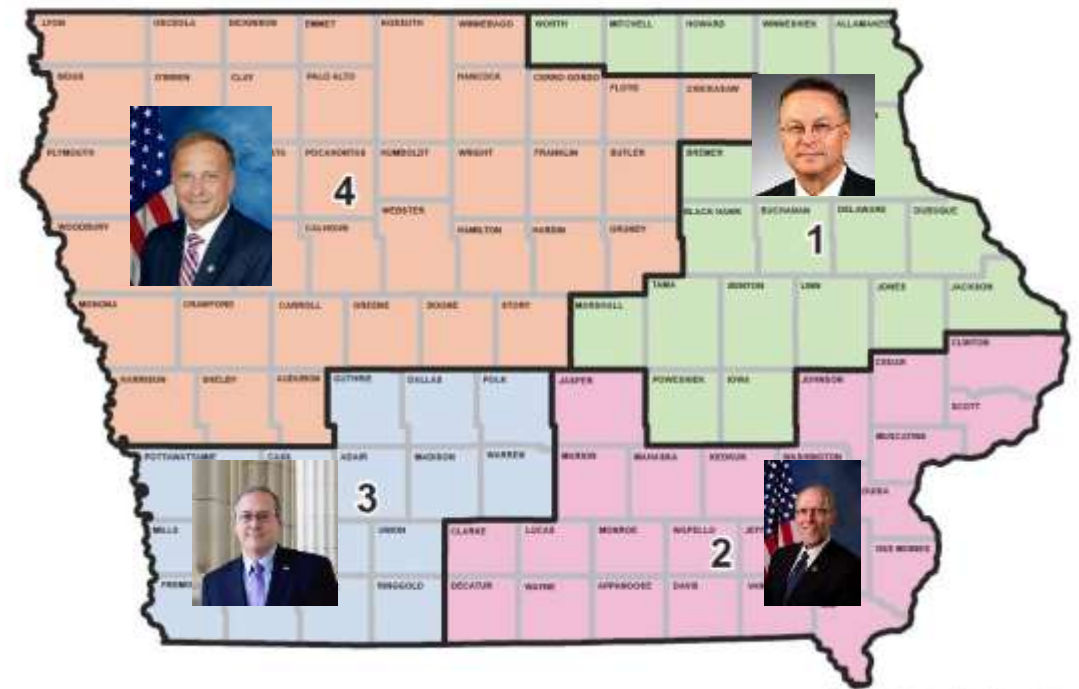 LYON OSCEOLA DICKINSON EMMET KOSSUTH WINNEBAGO WORTH MITCHELL HOWARD WINNESHIEK ALLAMAKEE
SIOUX O'BRIEN CLAY PALO ALTO HANCOCK CERRO GORDO
FLOYD CHICKASAW
PLYMOUTH POCAHONTAS HUMBOLDT WRIGHT FRANKLIN BUTLER BREMER
4
WEBSTER BLACK HAWK BUCHANAN DELAWARE DUBUQUE
WOODBURY CALHOUN HAMILTON HARDIN GRUNDY
1
TAMA BENTON LINN JONES JACKSON
MONONA CRAWFORD CARROLL GREENE BOONE STORY MARSHALL
CLINTON
CEDAR
HARRISON SHELBY AUDUBON GUTHRIE DALLAS POLK JASPER POWESHIEK IOWA JOHNSON
SCOTT
MUSCATINE
POTTAWATTAMIE CASS ADAIR MADISON WARREN MARION MAHASKA KEOKUK WASHINGTON
3
MILLS UNION CLARKE LUCAS MONROE WAPELLO
2
DES MOINES
RINGGOLD DECATUR WAYNE APPANOOSE DAVIS